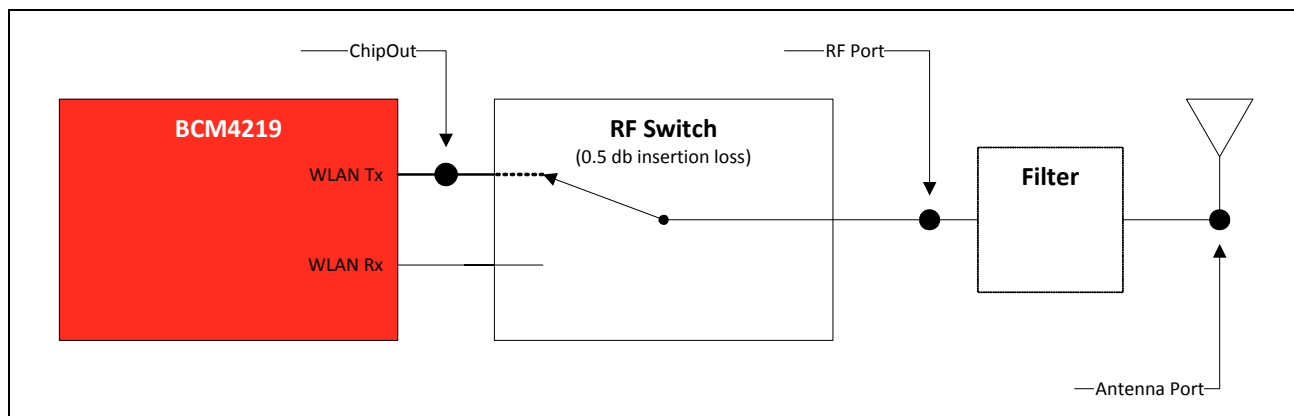 ChipOut
RF Port
BCM4219
RF Switch
(0.5 db insertion loss)
WLAN Tx
Filter
WLAN Rx
Antenna Port